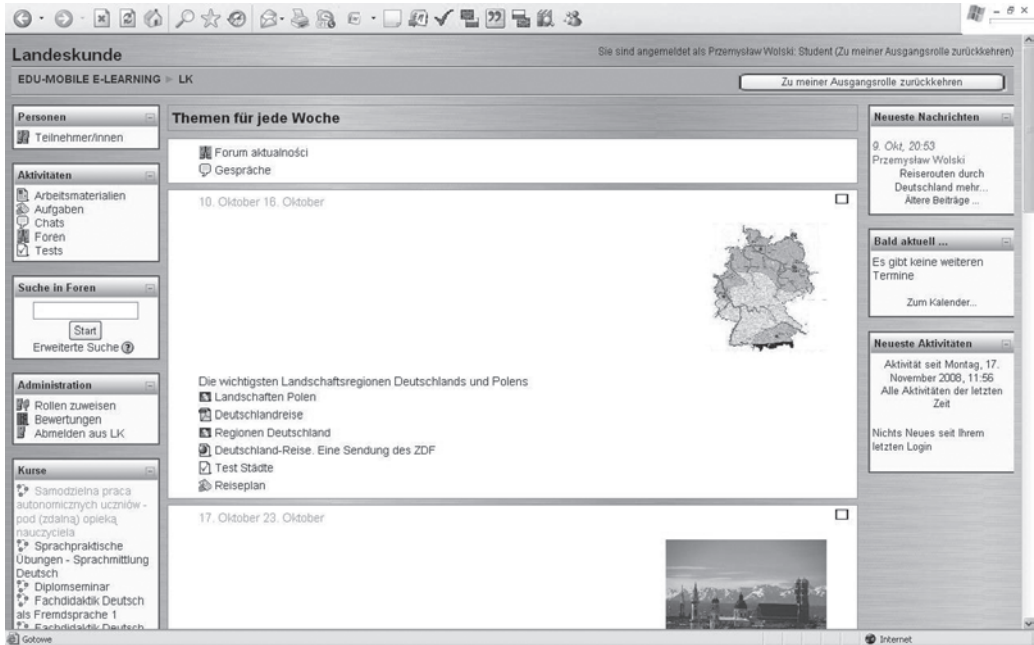 Landeskunde
Sie sind angemeldet als Przemysław Wolski: Student (Zu meiner Ausgangsrolle zurückkehren)
EDU-MOBILE E-LEARNING ► LK
Zu meiner Ausgangsrolle zurückkehren
Personen
Teilnehmer/innen
Aktivitäten
Arbeitsmaterialien
Aufgaben
Chats
Foren
Tests
Suche in Foren
Start
Erweiterte Suche
Administration
Rollen zuweisen
Bewertungen
Abmelden aus LK
Kurse
Samodzielna praca
autonomicznych uczniów -
pod (zdalną) opieką
nauczyciela
Sprachpraktische
Übungen - Sprachmittlung
Deutsch
Diplomseminar
Fachdidaktik Deutsch
als Fremdsprache 1
Fachdidaktik Deutsch
Themen für jede Woche
Forum aktualności
Gespräche
10. Oktober 16. Oktober
Die wichtigsten Landschaftsregionen Deutschlands und Polens
Landschaften Polen
Deutschlandreise
Regionen Deutschland
Deutschland-Reise. Eine Sendung des ZDF
Test Städte
Reiseplan
17. Oktober 23. Oktober
Neueste Nachrichten
9. Okt, 20:53
Przemysław Wolski
Reiserouten durch
Deutschland mehr...
Ältere Beiträge ...
Bald aktuell ...
Es gibt keine weiteren
Termine
Zum Kalender...
Neueste Aktivitäten
Aktivität seit Montag, 17.
November 2008, 11:56
Alle Aktivitäten der letzten
Zeit
Nichts Neues seit Ihrem
letzten Login
Gotowe
Internet